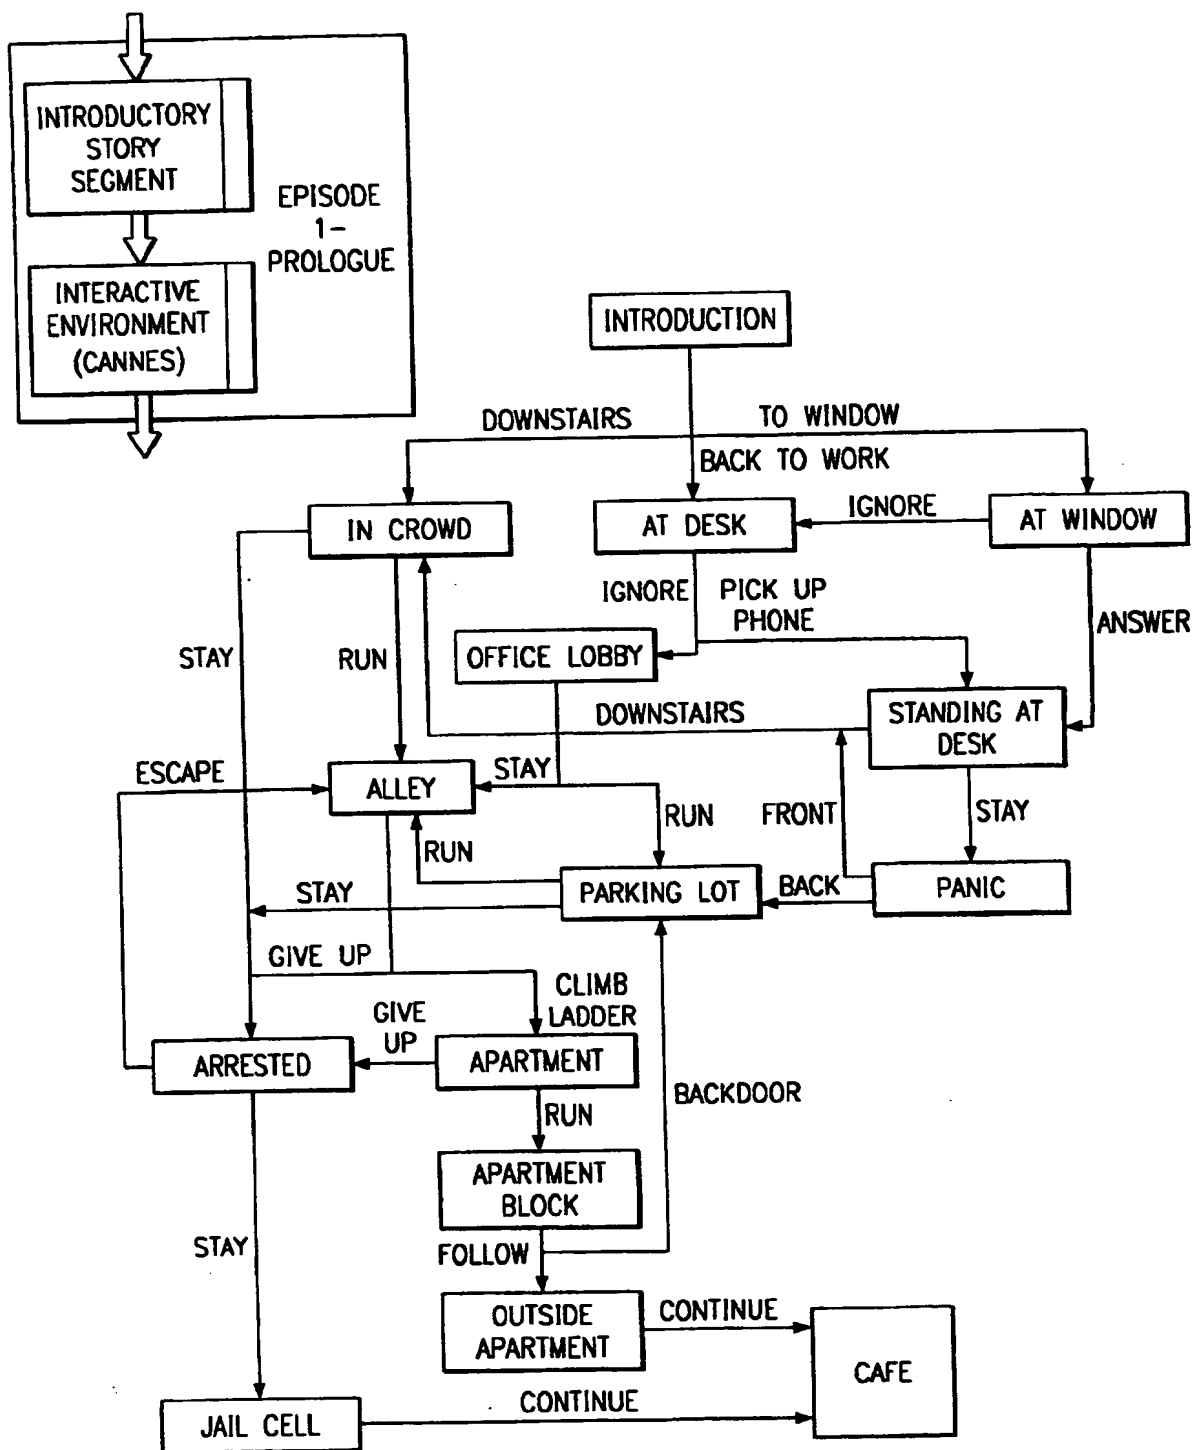 INTRODUCTORY
STORY
SEGMENT
EPISODE
1-
PROLOGUE
INTERACTIVE
ENVIRONMENT
(CANNES)
INTRODUCTION
DOWNSTAIRS
TO WINDOW
BACK TO WORK
IN CROWD
AT DESK
IGNORE
AT WINDOW
IGNORE
PICK UP
PHONE
ANSWER
STAY
RUN
OFFICE LOBBY
DOWNSTAIRS
STANDING AT
DESK
ESCAPE
ALLEY
STAY
RUN
FRONT
STAY
RUN
STAY
PARKING LOT
BACK
PANIC
GIVE UP
CLIMB
LADDER
GIVE
UP
ARRESTED
APARTMENT
BACKDOOR
RUN
APARTMENT
BLOCK
STAY
FOLLOW
OUTSIDE
APARTMENT
CONTINUE
CAFE
JAIL CELL
CONTINUE